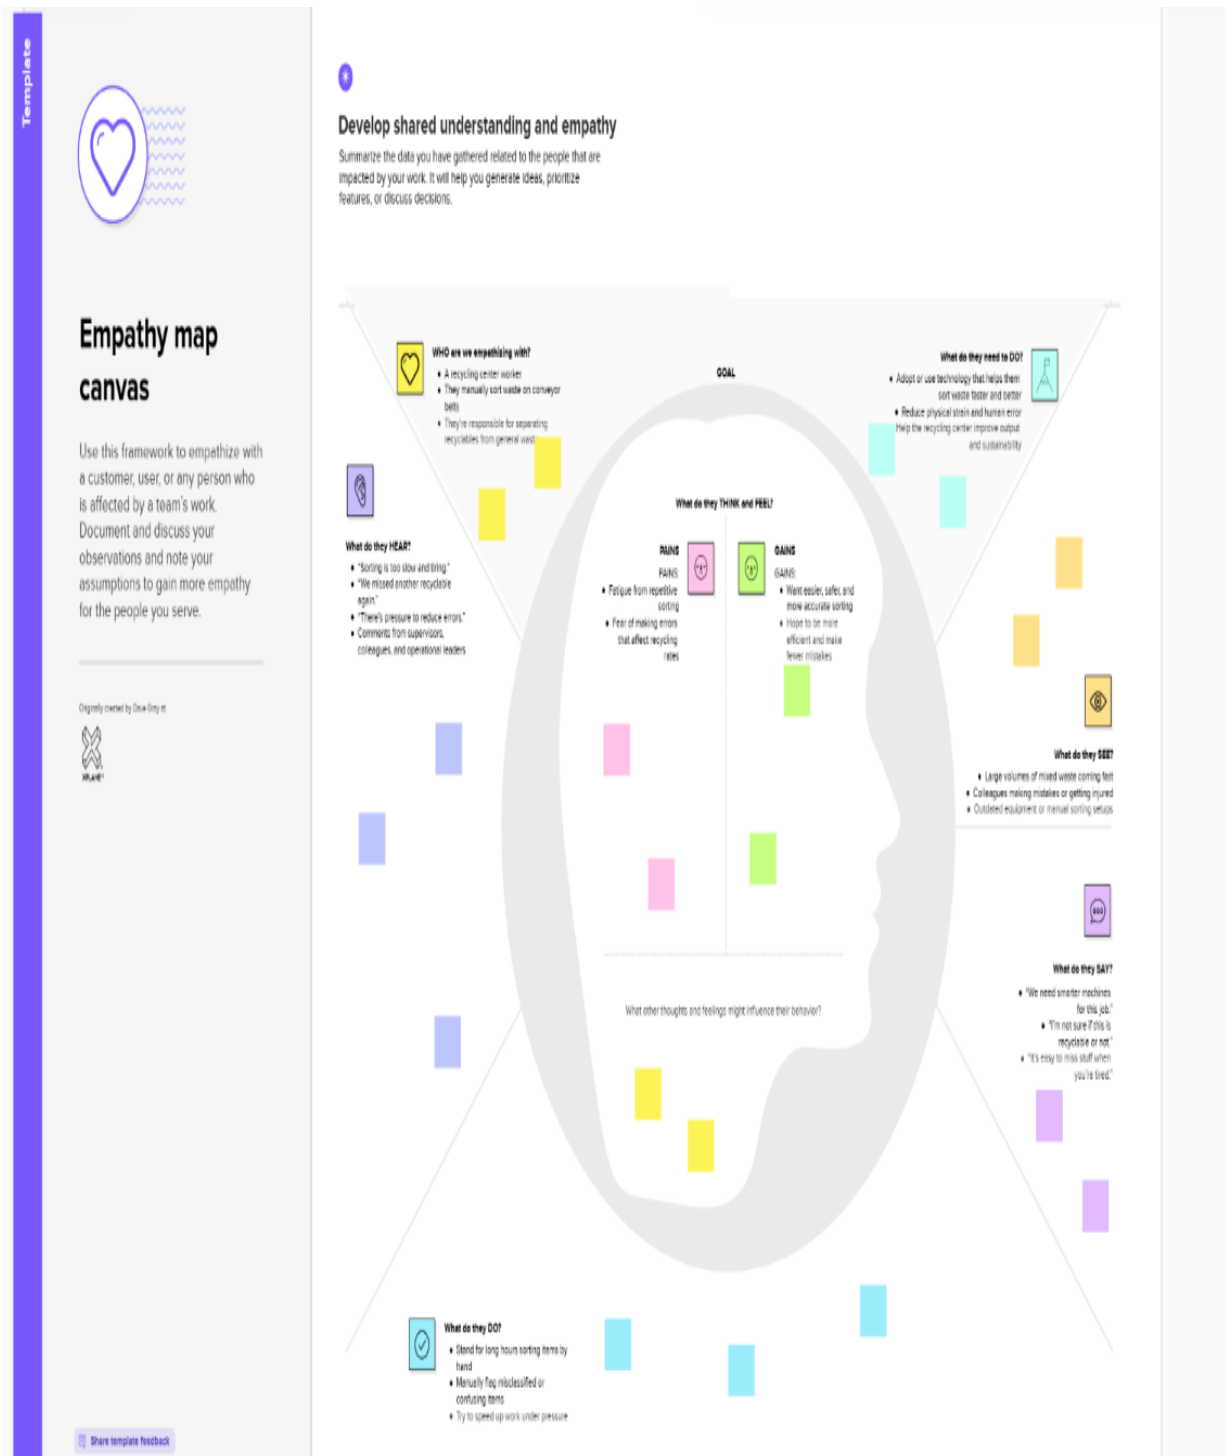 Template
Empathy map
canvas
Use this framework to empathize with
a customer, user, or any person who
is affected by a team's work.
Document and discuss your
observations and note your
assumptions to gain more empathy
for the people you serve.
Originally created by Dave Gray at
XPLANE
Share template feedback
Develop shared understanding and empathy
Summarize the data you have gathered related to the people that are
impacted by your work. It will help you generate ideas, prioritize
features, or discuss decisions.
WHO are we empathizing with?
• A recycling center worker
• They manually sort waste on conveyor
belts
• They're responsible for separating
recyclables from general waste
GOAL
What do they need to DO?
• Adopt or use technology that helps them
sort waste faster and better
• Reduce physical strain and human error
Help the recycling center improve output
and sustainability
What do they HEAR?
• "Sorting is too slow and tiring."
• "We missed another recyclable
again."
• "There's pressure to reduce errors."
• Comments from supervisors,
colleagues, and operational leaders
What do they THINK and FEEL?
PAINS
PAINS:
• Fatigue from repetitive
sorting
• Fear of making errors
that affect recycling
rates
GAINS
GAINS:
• Want easier, safer, and
more accurate sorting
• Hope to be more
efficient and make
fewer mistakes
What do they SEE?
• Large volumes of mixed waste coming fast
• Colleagues making mistakes or getting injured
• Outdated equipment or manual sorting setups
What do they SAY?
• "We need smarter machines
for this job."
• "I'm not sure if this is
recyclable or not."
• "It's easy to miss stuff when
you're tired."
What other thoughts and feelings might influence their behavior?
What do they DO?
• Stand for long hours sorting items by
hand
• Manually flag misclassified or
confusing items
• Try to speed up work under pressure